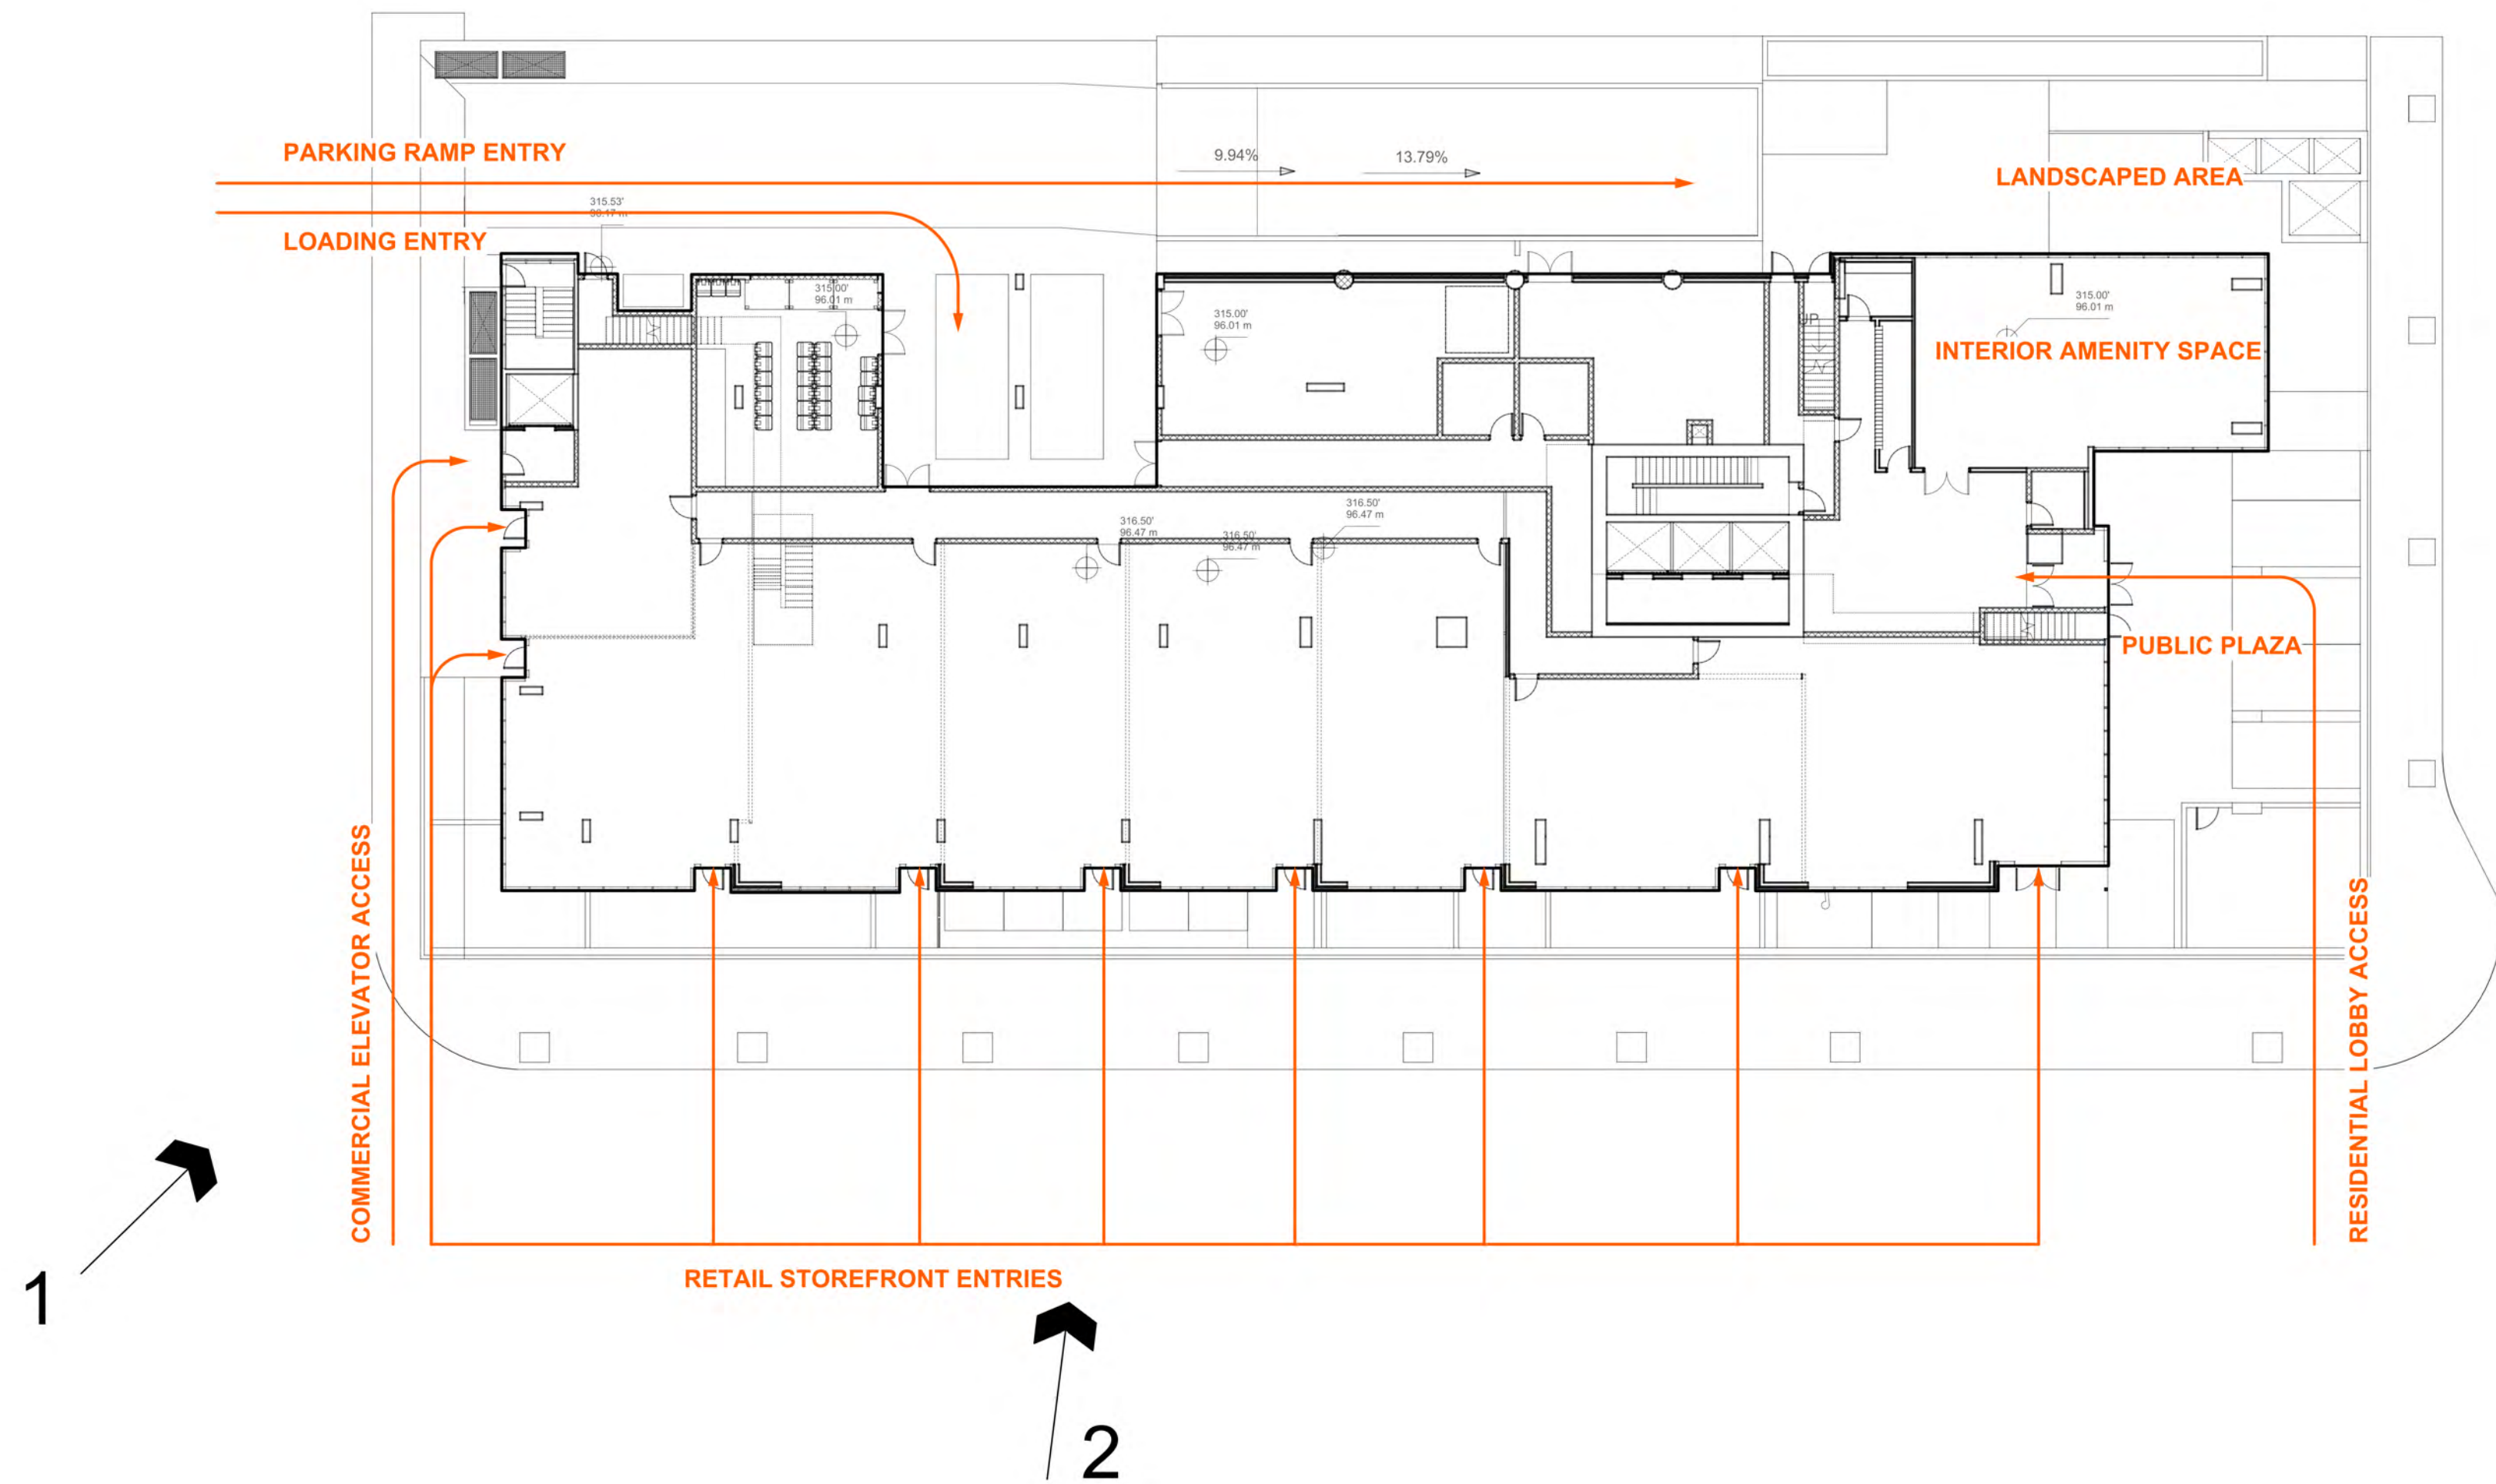 PARKING RAMP ENTRY
9.94%
13.79%
LANDSCAPED AREA
315.53'
96.17 m
LOADING ENTRY
315.00'
96.01 m
315.00'
96.01 m
315.00'
96.01 m
UP
INTERIOR AMENITY SPACE
316.50'
96.47 m
316.50'
96.47 m
316.50'
96.47 m
PUBLIC PLAZA
COMMERCIAL ELEVATOR ACCESS
RESIDENTIAL LOBBY ACCESS
RETAIL STOREFRONT ENTRIES
1
2